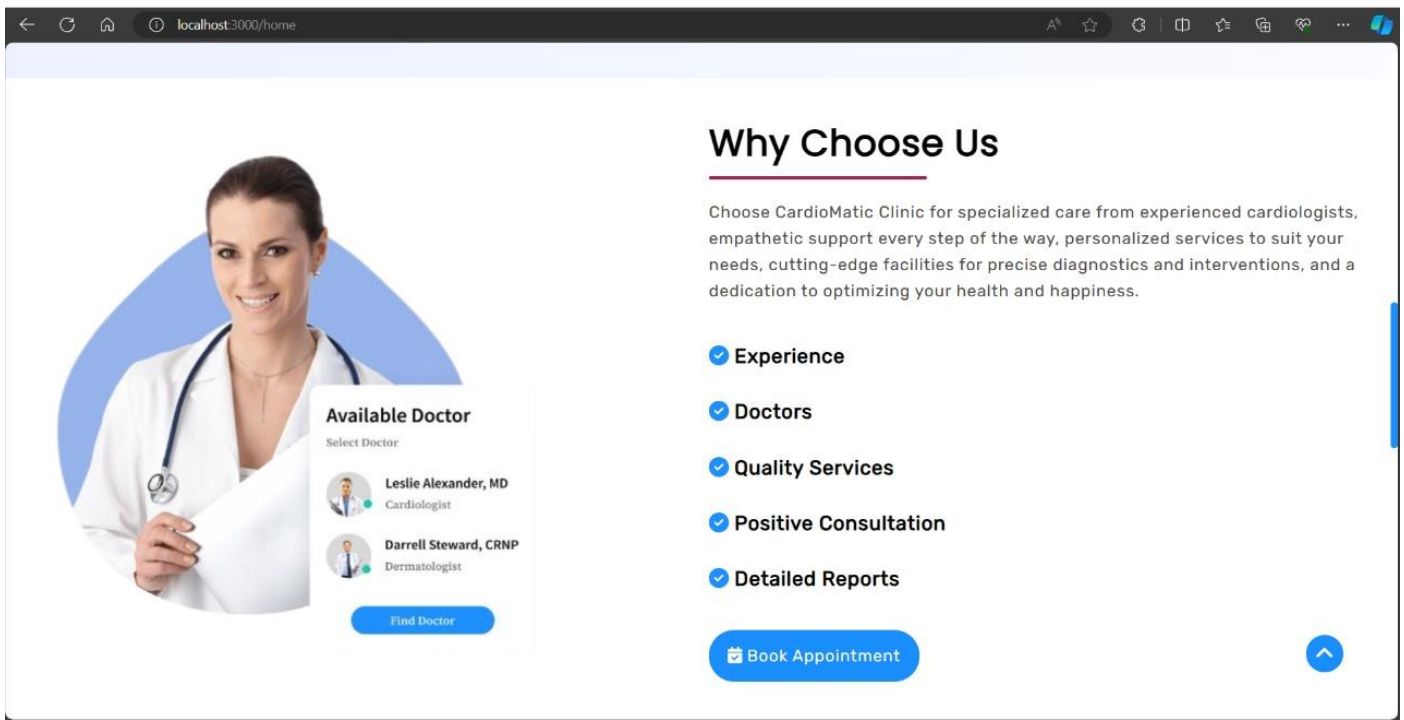 localhost:3000/home
Why Choose Us
Choose CardioMatic Clinic for specialized care from experienced cardiologists,
empathetic support every step of the way, personalized services to suit your
needs, cutting-edge facilities for precise diagnostics and interventions, and a
dedication to optimizing your health and happiness.
Experience
Doctors
Quality Services
Positive Consultation
Detailed Reports
Book Appointment
Available Doctor
Select Doctor
Leslie Alexander, MD
Cardiologist
Darrell Steward, CRNP
Dermatologist
Find Doctor